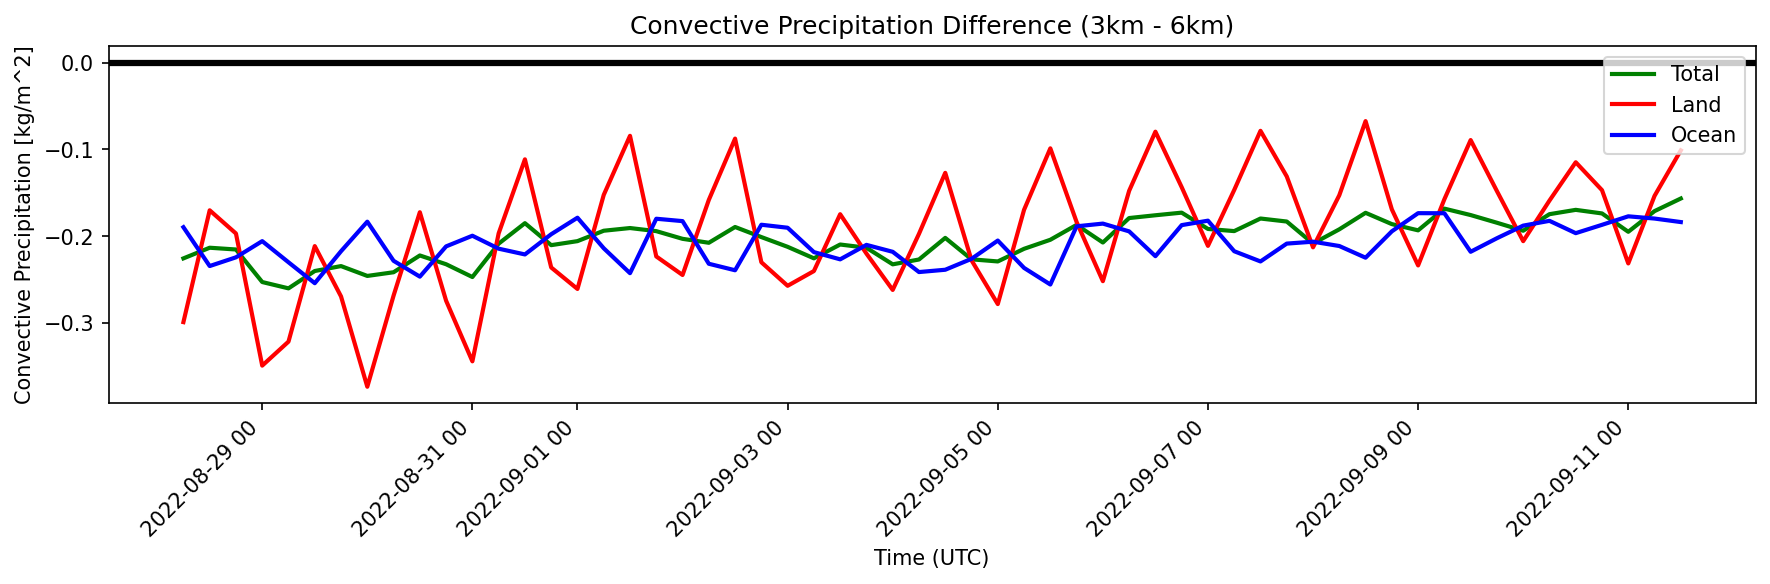 Convective Precipitation Difference (3km - 6km)
Convective Precipitation [kg/m^2]
0.0
−0.1
−0.2
−0.3
Total
Land
Ocean
2022-08-29 00
2022-08-31 00
2022-09-01 00
2022-09-03 00
2022-09-05 00
2022-09-07 00
2022-09-09 00
2022-09-11 00
Time (UTC)